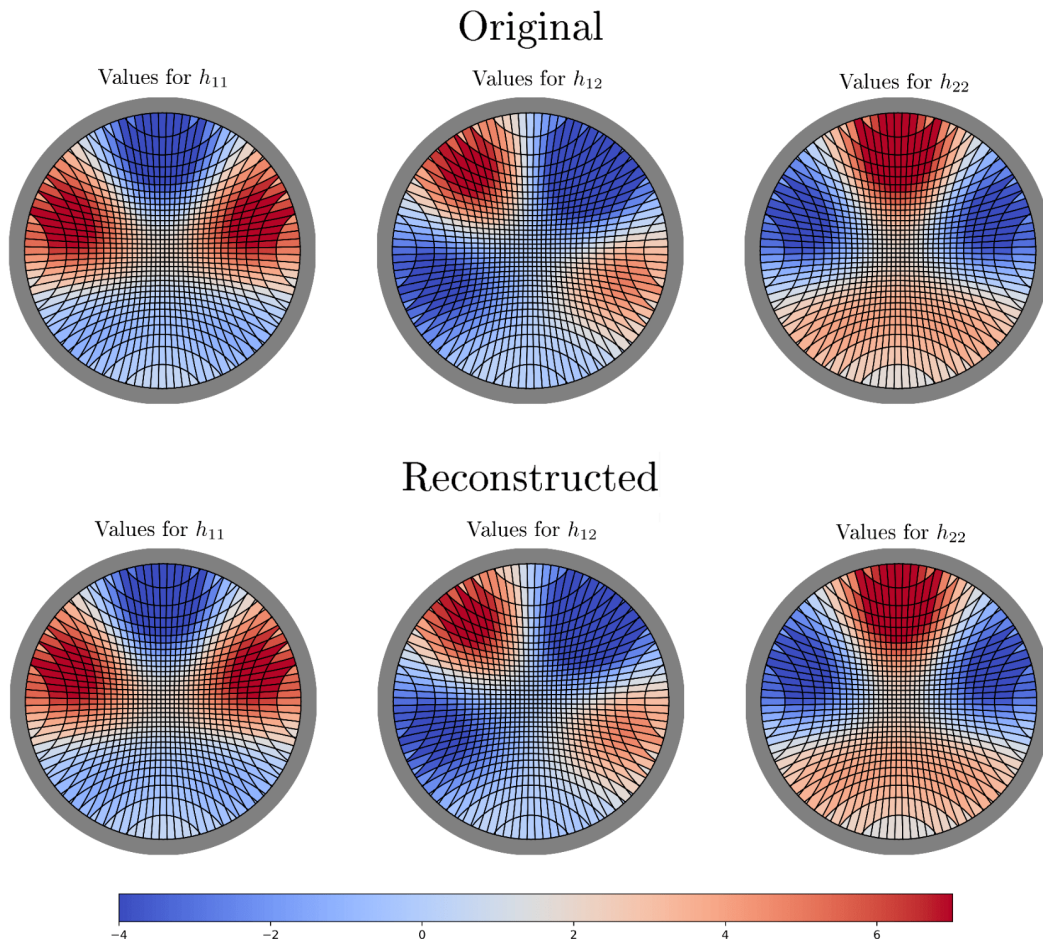 Original
Values for h₁₁
Values for h₁₂
Values for h₂₂
Reconstructed
Values for h₁₁
Values for h₁₂
Values for h₂₂
−4 −2 0 2 4 6